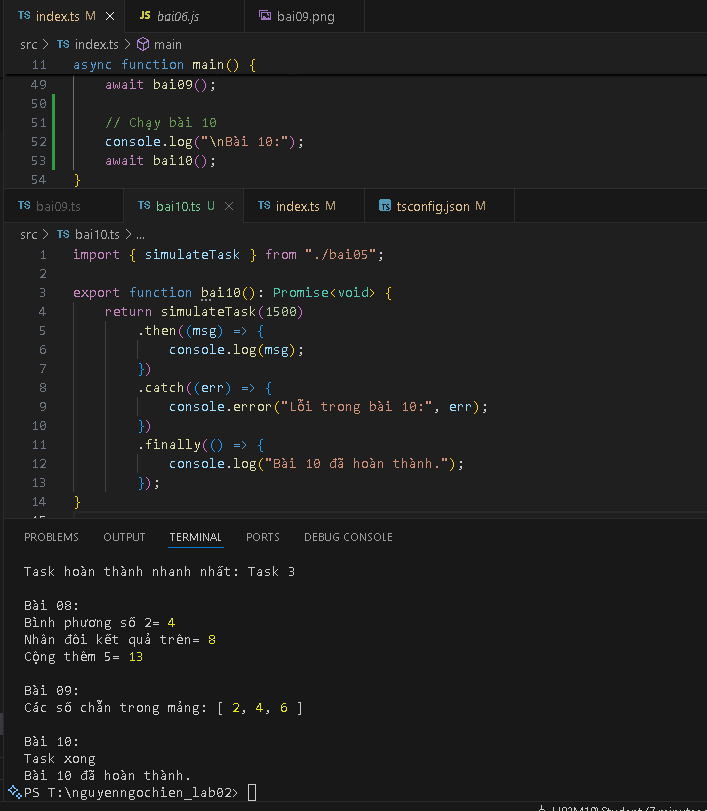 TS index.ts M × JS bai06.js bai09.png
src > TS index.ts > main
11 async function main() {
49 await bai09();
50
51 // Chạy bài 10
52 console.log("\nBài 10:");
53 await bai10();
54 }
TS bai09.ts TS bai10.ts U × TS index.ts M TS tsconfig.json M
src > TS bai10.ts > ...
1 import { simulateTask } from "./bai05";
2
3 export function bai10(): Promise<void> {
4 return simulateTask(1500)
5 .then((msg) => {
6 console.log(msg);
7 })
8 .catch((err) => {
9 console.error("Lỗi trong bài 10:", err);
10 })
11 .finally(() => {
12 console.log("Bài 10 đã hoàn thành.");
13 });
14 }
15
PROBLEMS OUTPUT TERMINAL PORTS DEBUG CONSOLE
Task hoàn thành nhanh nhất: Task 3
Bài 08:
Bình phương số 2= 4
Nhân đôi kết quả trên= 8
Cộng thêm 5= 13
Bài 09:
Các số chẵn trong mảng: [ 2, 4, 6 ]
Bài 10:
Task xong
Bài 10 đã hoàn thành.
PS T:\nguyenngochien_lab02>